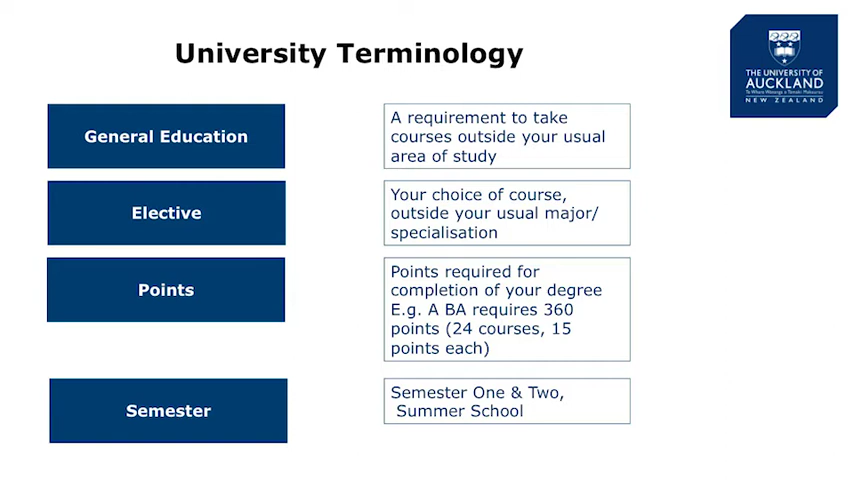 University Terminology
THE UNIVERSITY OF
AUCKLAND
Te Whare Wānanga o Tāmaki Makaurau
NEW ZEALAND
General Education
A requirement to take
courses outside your usual
area of study
Elective
Your choice of course,
outside your usual major/
specialisation
Points
Points required for
completion of your degree
E.g. A BA requires 360
points (24 courses, 15
points each)
Semester
Semester One & Two,
Summer School